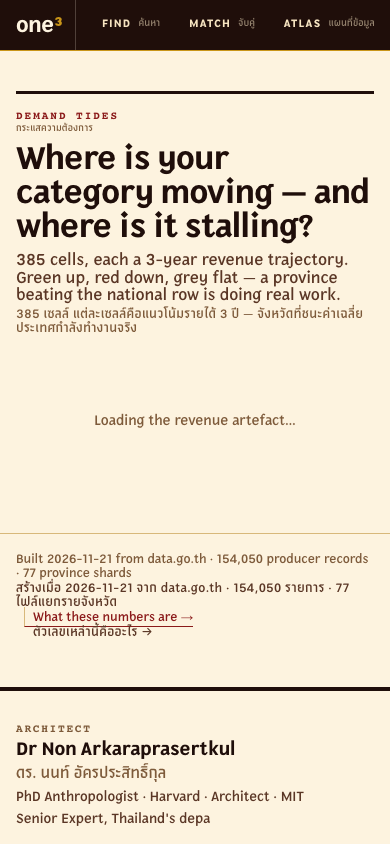 one³
FIND ค้นหา MATCH จับคู่ ATLAS แผนที่ข้อมูล
DEMAND TIDES
กระแสความต้องการ
Where is your
category moving — and
where is it stalling?
385 cells, each a 3-year revenue trajectory.
Green up, red down, grey flat — a province
beating the national row is doing real work.
385 เซลล์ แต่ละเซลล์คือแนวโน้มรายได้ 3 ปี — จังหวัดที่ชนะค่าเฉลี่ย
ประเทศกำลังทำงานจริง
Loading the revenue artefact...
Built 2026-11-21 from data.go.th · 154,050 producer records
· 77 province shards
สร้างเมื่อ 2026-11-21 จาก data.go.th · 154,050 รายการ · 77
ไฟล์แยกรายจังหวัด
What these numbers are →
ตัวเลขเหล่านี้คืออะไร →
ARCHITECT
Dr Non Arkaraprasertkul
ดร. นนท์ อัครประสิทธิ์กุล
PhD Anthropologist · Harvard · Architect · MIT
Senior Expert, Thailand's depa